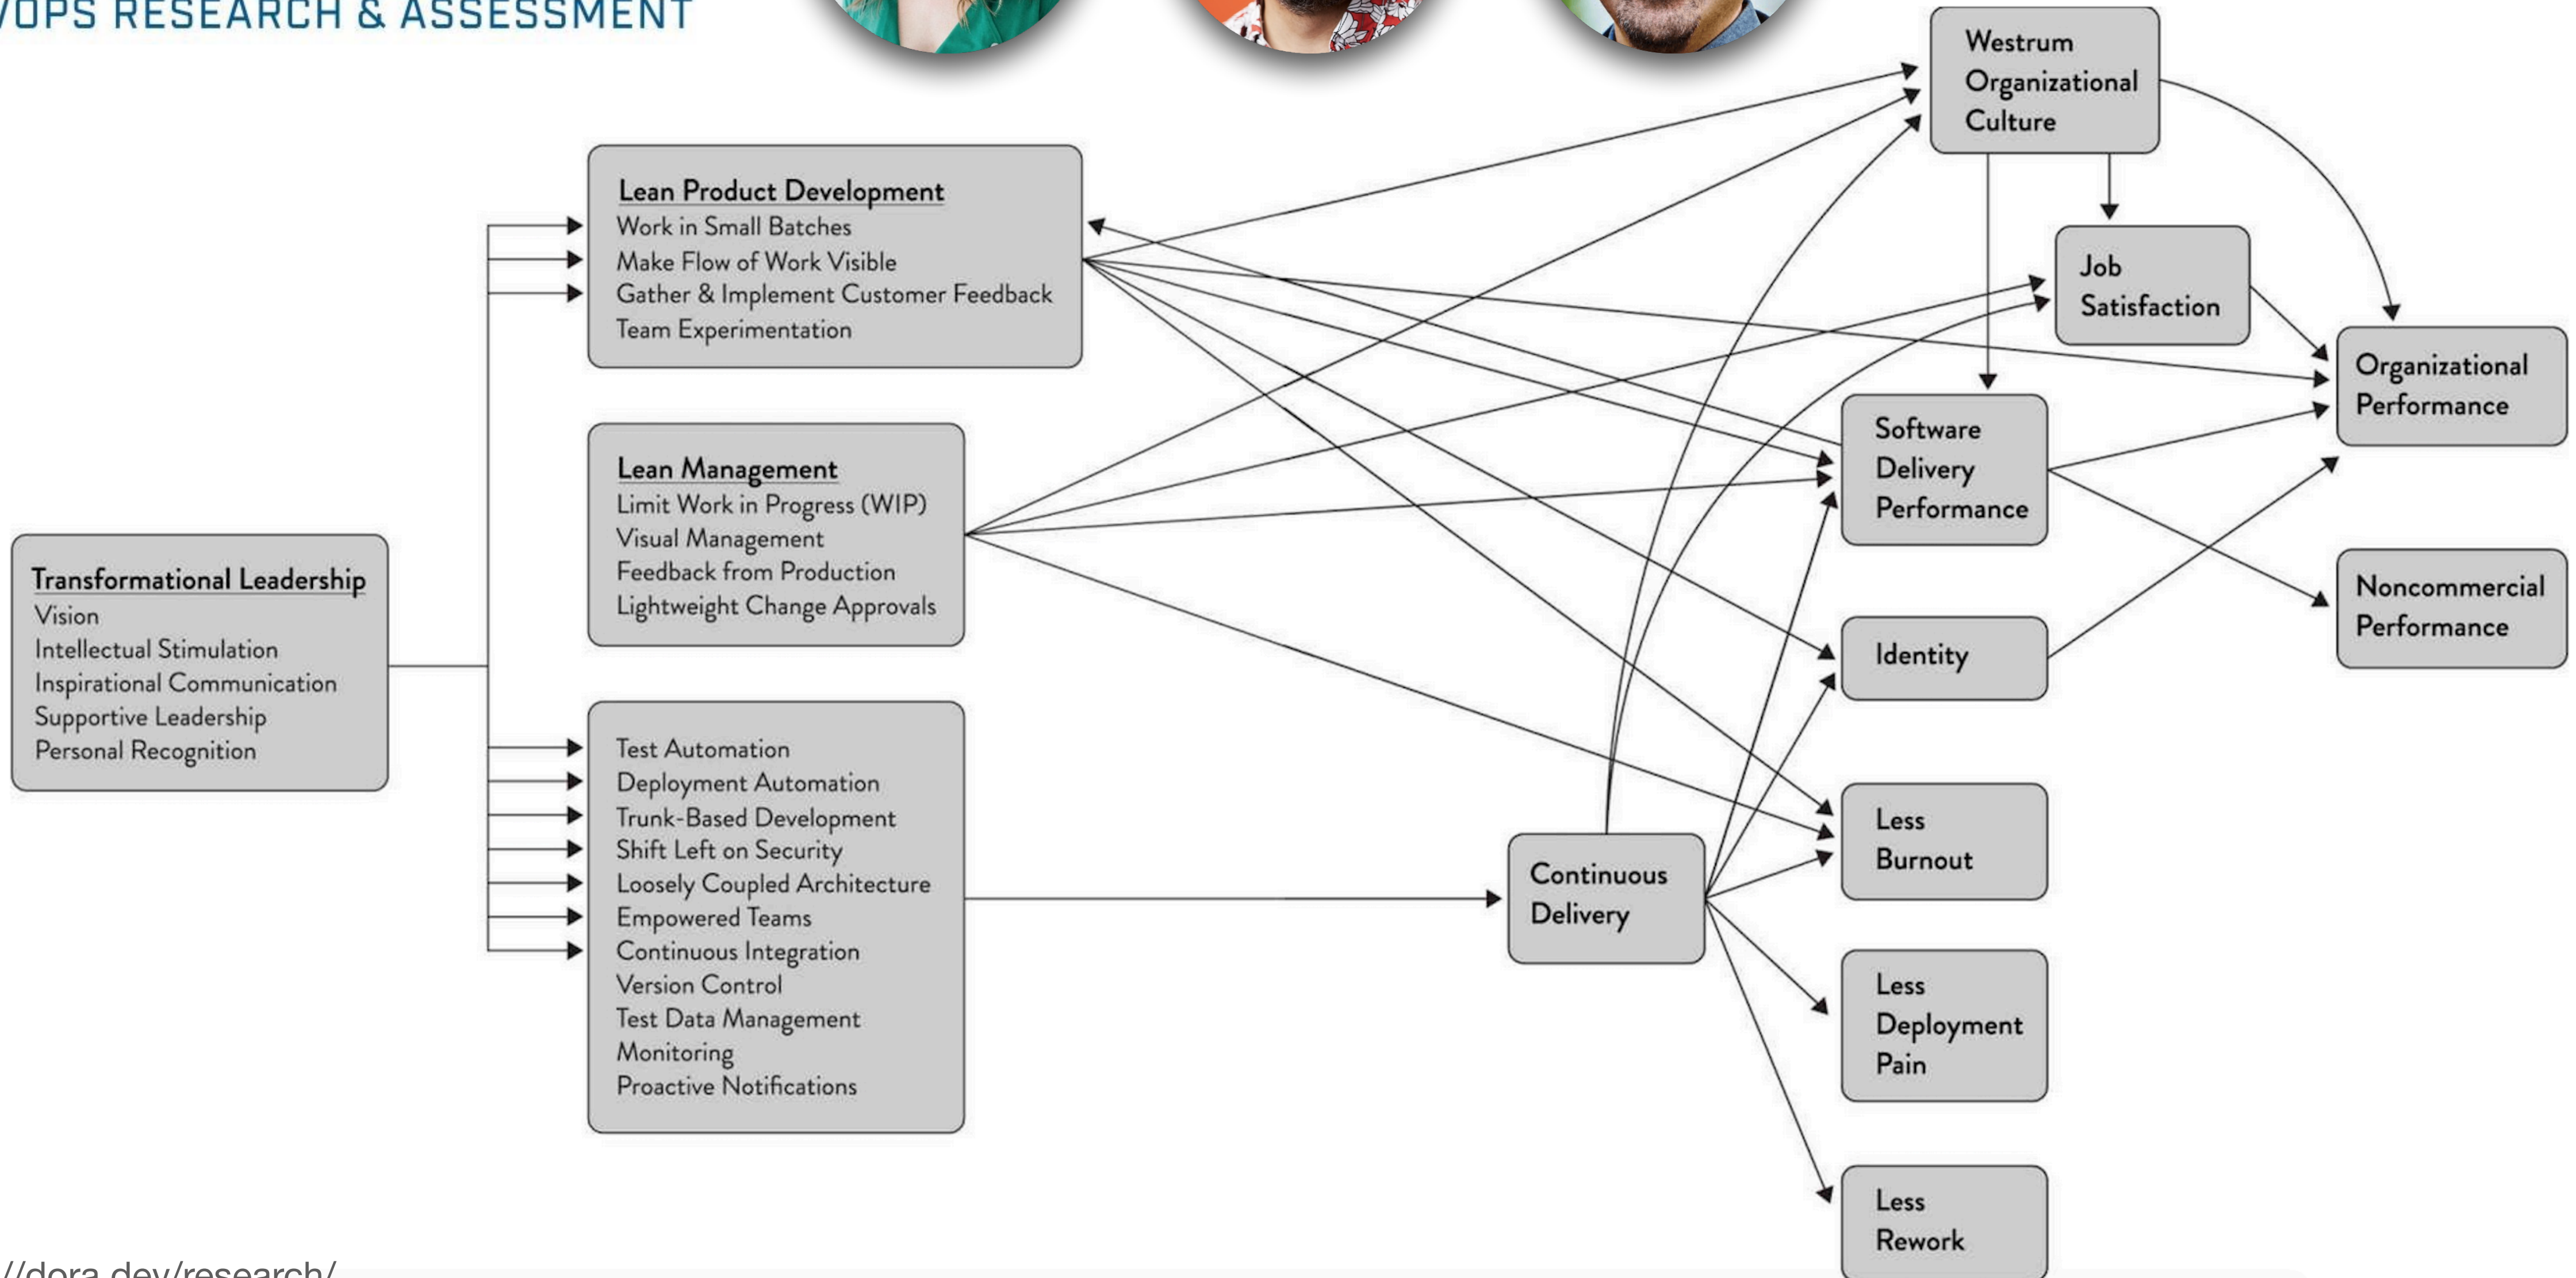 RESEARCH & ASSESSMENT
Westrum
Organizational
Culture
Lean Product Development
Work in Small Batches
Make Flow of Work Visible
Gather & Implement Customer Feedback
Team Experimentation
Job
Satisfaction
Organizational
Performance
Lean Management
Limit Work in Progress (WIP)
Visual Management
Feedback from Production
Lightweight Change Approvals
Software
Delivery
Performance
Transformational Leadership
Vision
Intellectual Stimulation
Inspirational Communication
Supportive Leadership
Personal Recognition
Noncommercial
Performance
Identity
Test Automation
Deployment Automation
Trunk-Based Development
Shift Left on Security
Loosely Coupled Architecture
Empowered Teams
Continuous Integration
Version Control
Test Data Management
Monitoring
Proactive Notifications
Continuous
Delivery
Less
Burnout
Less
Deployment
Pain
Less
Rework
//dora.dev/research/